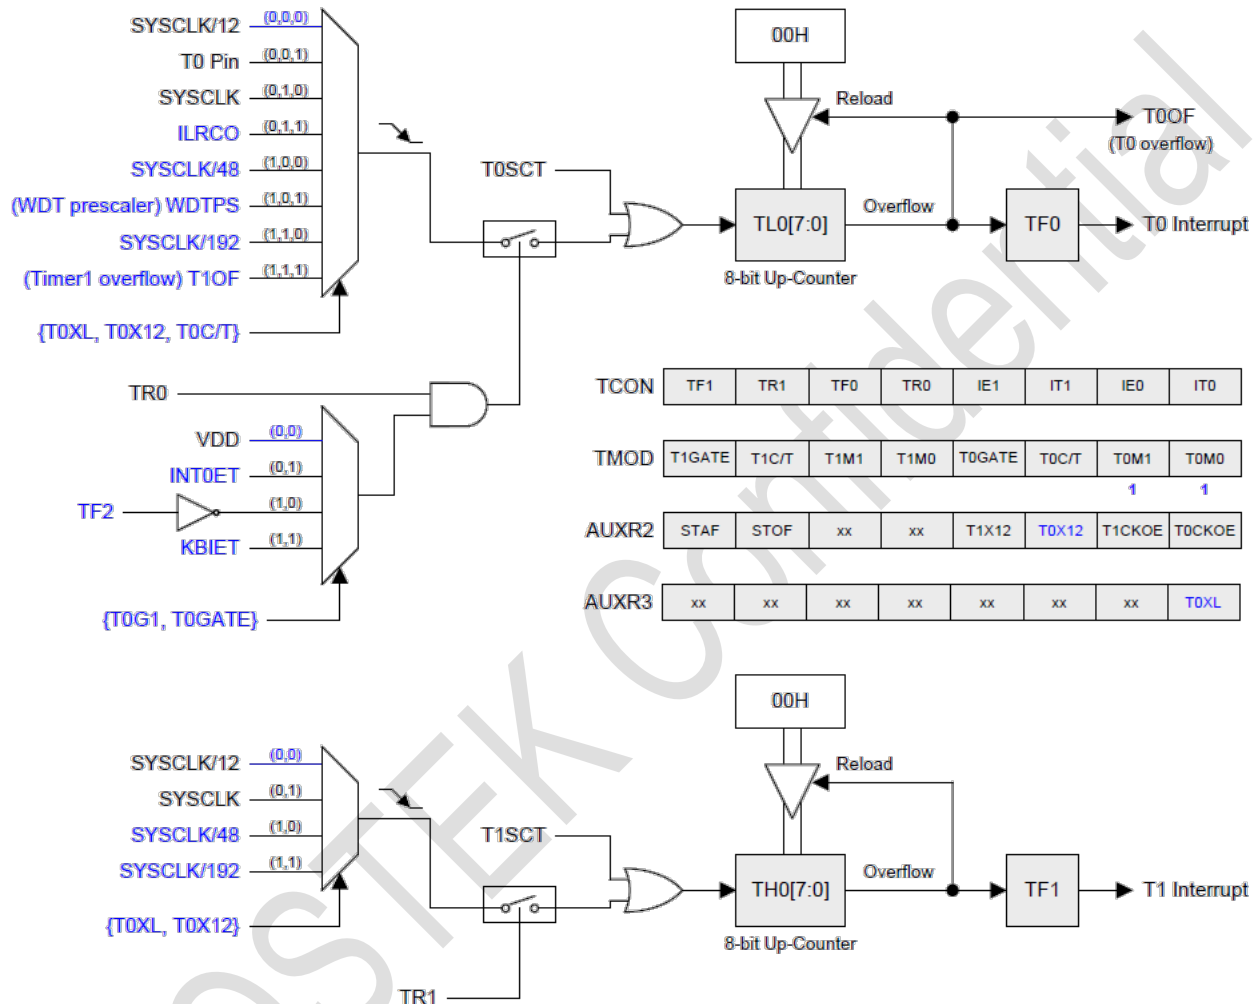 SYSCLK/12 (0,0,0)
T0 Pin (0,0,1)
SYSCLK (0,1,0)
ILRCO (0,1,1)
SYSCLK/48 (1,0,0)
(WDT prescaler) WDTPS (1,0,1)
SYSCLK/192 (1,1,0)
(Timer1 overflow) T1OF (1,1,1)
{T0XL, T0X12, T0C/T}
T0SCT
00H
Reload
TL0[7:0]
8-bit Up-Counter
Overflow
TF0
T0OF
(T0 overflow)
T0 Interrupt
TR0
VDD (0,0)
INT0ET (0,1)
TF2 (1,0)
KBIET (1,1)
{T0G1, T0GATE}
TCON TF1 TR1 TF0 TR0 IE1 IT1 IE0 IT0
TMOD T1GATE T1C/T T1M1 T1M0 T0GATE T0C/T T0M1 T0M0
1 1
AUXR2 STAF STOF xx xx T1X12 T0X12 T1CKOE T0CKOE
AUXR3 xx xx xx xx xx xx xx T0XL
SYSCLK/12 (0,0)
SYSCLK (0,1)
SYSCLK/48 (1,0)
SYSCLK/192 (1,1)
{T0XL, T0X12}
T1SCT
TR1
00H
Reload
TH0[7:0]
8-bit Up-Counter
Overflow
TF1
T1 Interrupt
OSTEK Confidential